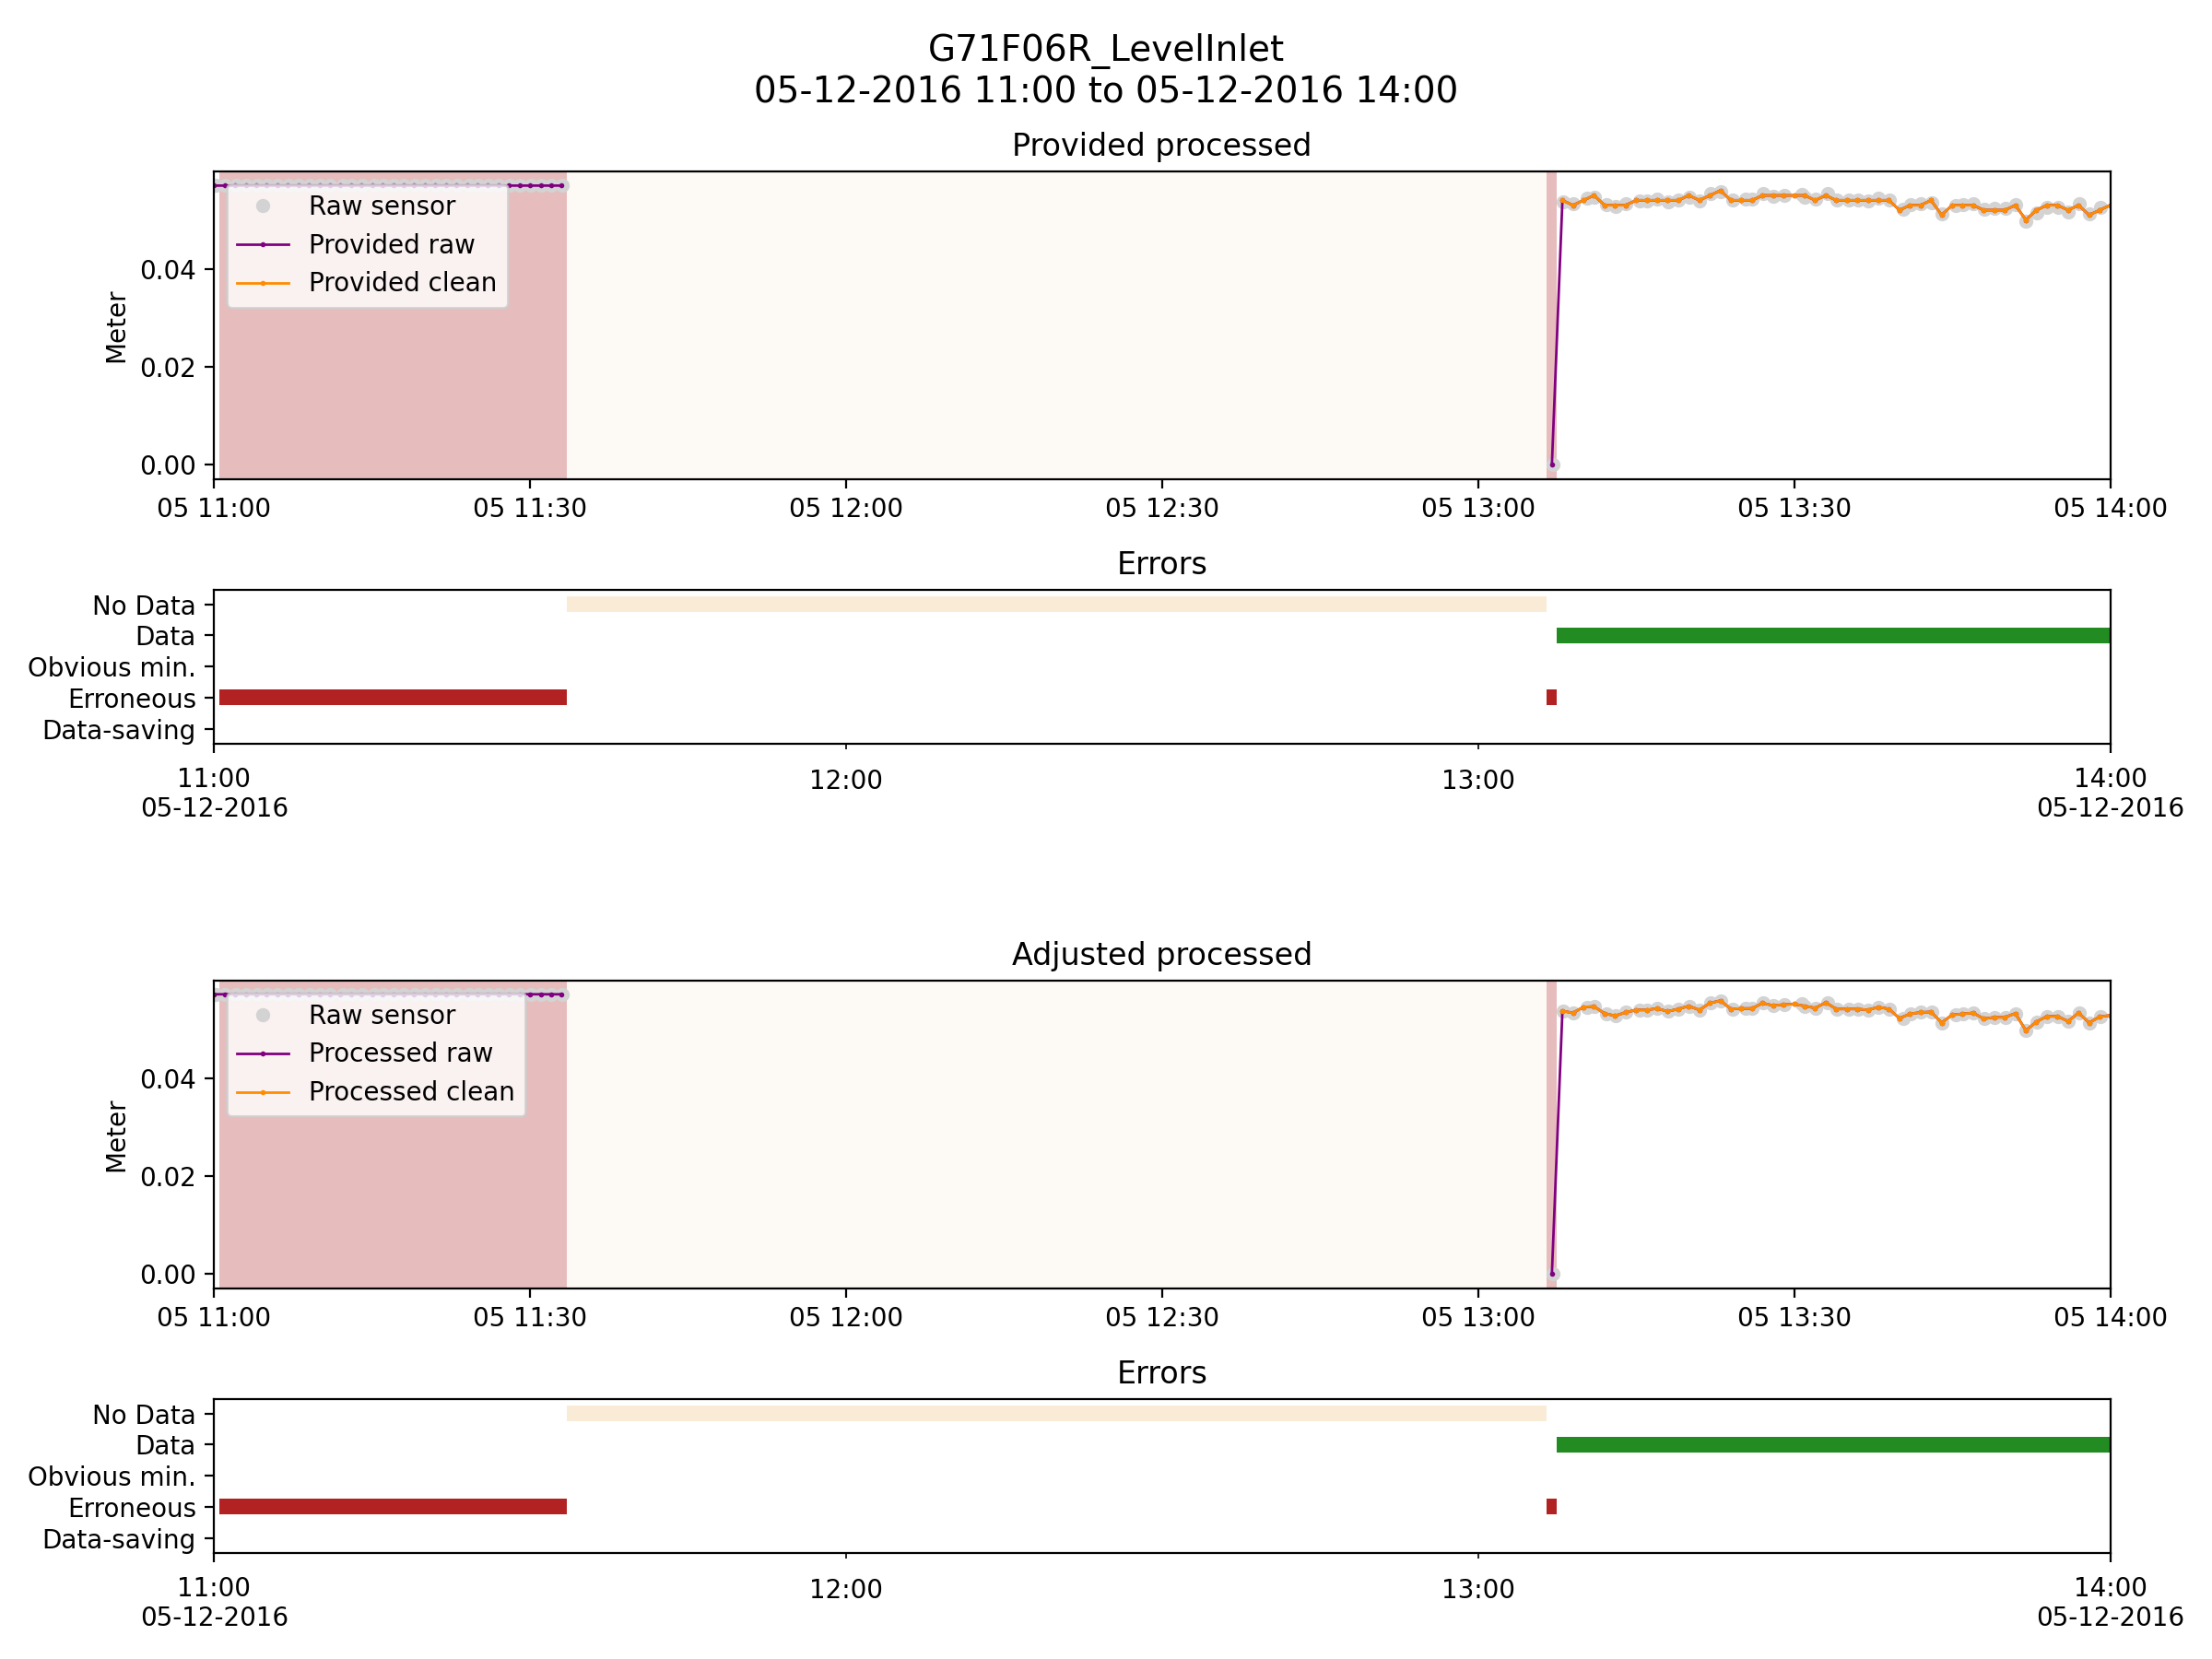 G71F06R_LevelInlet
05-12-2016 11:00 to 05-12-2016 14:00
Provided processed
Meter
0.04
0.02
0.00
Raw sensor
Provided raw
Provided clean
05 11:00 05 11:30 05 12:00 05 12:30 05 13:00 05 13:30 05 14:00
Errors
No Data
Data
Obvious min.
Erroneous
Data-saving
11:00 12:00 13:00 14:00
05-12-2016 05-12-2016
Adjusted processed
Meter
0.04
0.02
0.00
Raw sensor
Processed raw
Processed clean
05 11:00 05 11:30 05 12:00 05 12:30 05 13:00 05 13:30 05 14:00
Errors
No Data
Data
Obvious min.
Erroneous
Data-saving
11:00 12:00 13:00 14:00
05-12-2016 05-12-2016